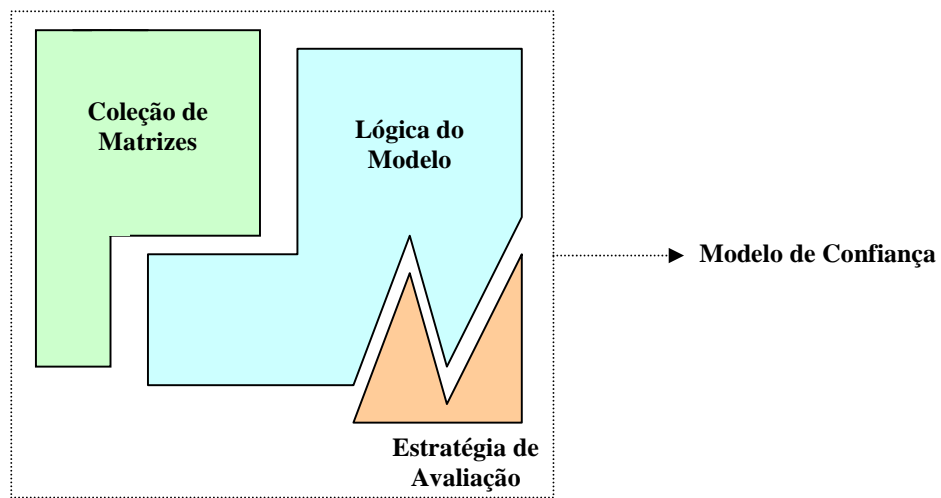 Coleção de
Matrizes
Lógica do
Modelo
Modelo de Confiança
Estratégia de
Avaliação